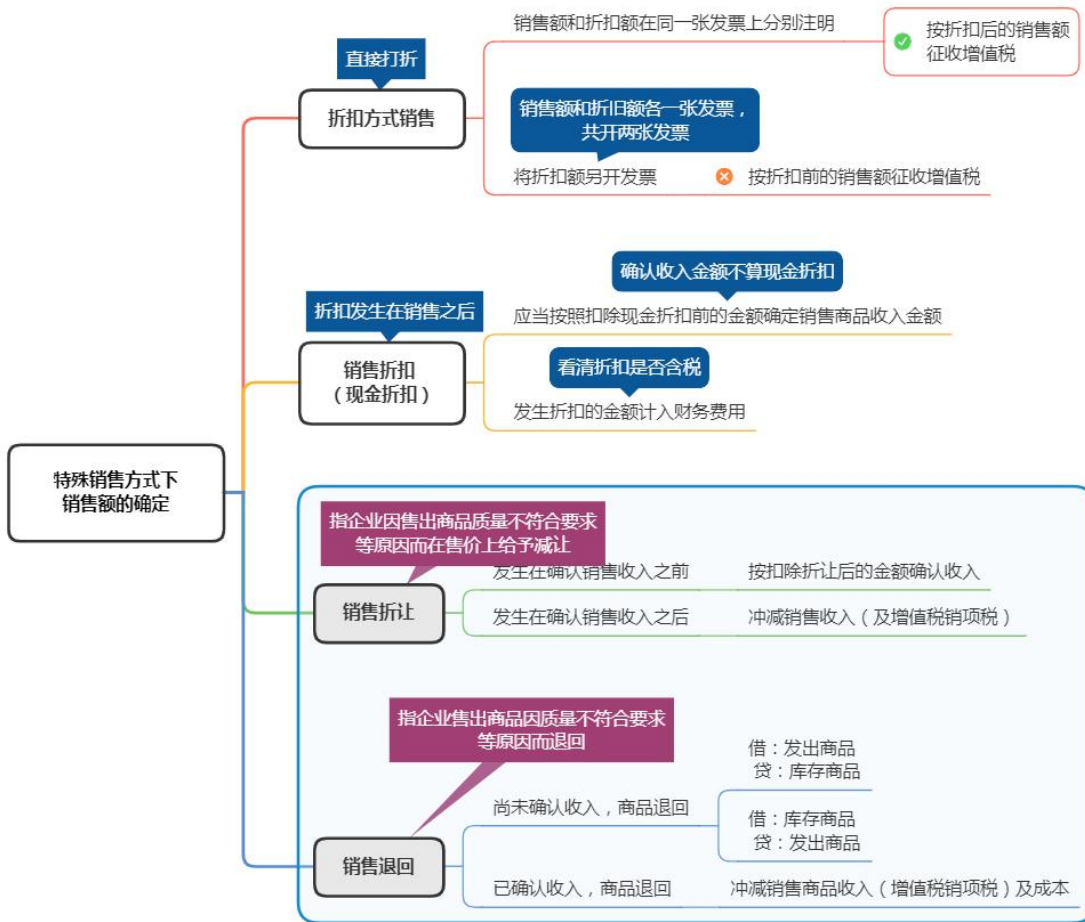 特殊销售方式下
销售额的确定
直接打折
折扣方式销售
销售额和折扣额在同一张发票上分别注明
按折扣后的销售额
征收增值税
销售额和折旧额各一张发票，
共开两张发票
将折扣额另开发票
按折扣前的销售额征收增值税
折扣发生在销售之后
销售折扣
（现金折扣）
确认收入金额不算现金折扣
应当按照扣除现金折扣前的金额确定销售商品收入金额
看清折扣是否含税
发生折扣的金额计入财务费用
指企业因售出商品质量不符合要求
等原因而在售价上给予减让
销售折让
发生在确认销售收入之前
按扣除折让后的金额确认收入
发生在确认销售收入之后
冲减销售收入（及增值税销项税）
指企业售出商品因质量不符合要求
等原因而退回
销售退回
尚未确认收入，商品退回
借：发出商品
贷：库存商品
借：库存商品
贷：发出商品
已确认收入，商品退回
冲减销售商品收入（增值税销项税）及成本